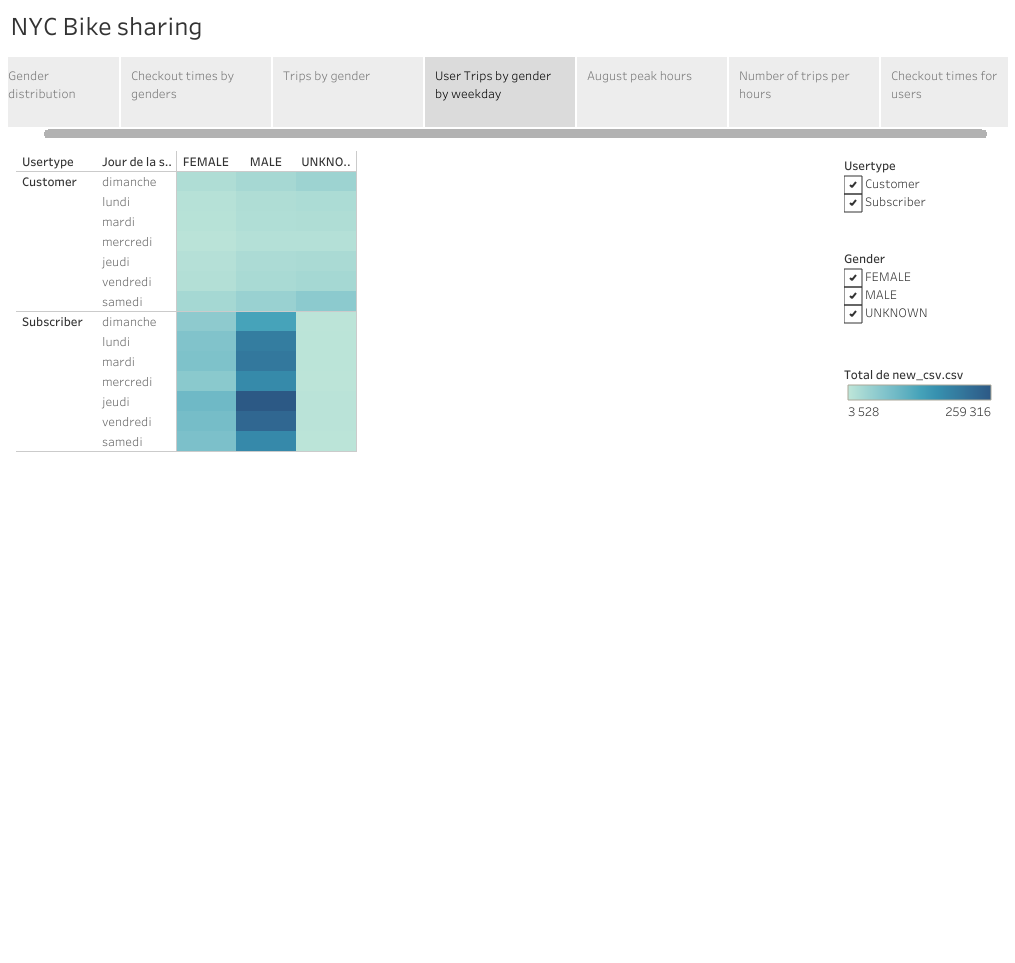 NYC Bike sharing
Gender distribution
Checkout times by genders
Trips by gender
User Trips by gender by weekday
August peak hours
Number of trips per hours
Checkout times for users
Usertype Jour de la s.. FEMALE MALE UNKNO..
Customer dimanche
lundi
mardi
mercredi
jeudi
vendredi
samedi
Subscriber dimanche
lundi
mardi
mercredi
jeudi
vendredi
samedi
Usertype
Customer
Subscriber
Gender
FEMALE
MALE
UNKNOWN
Total de new_csv.csv
3 528 259 316